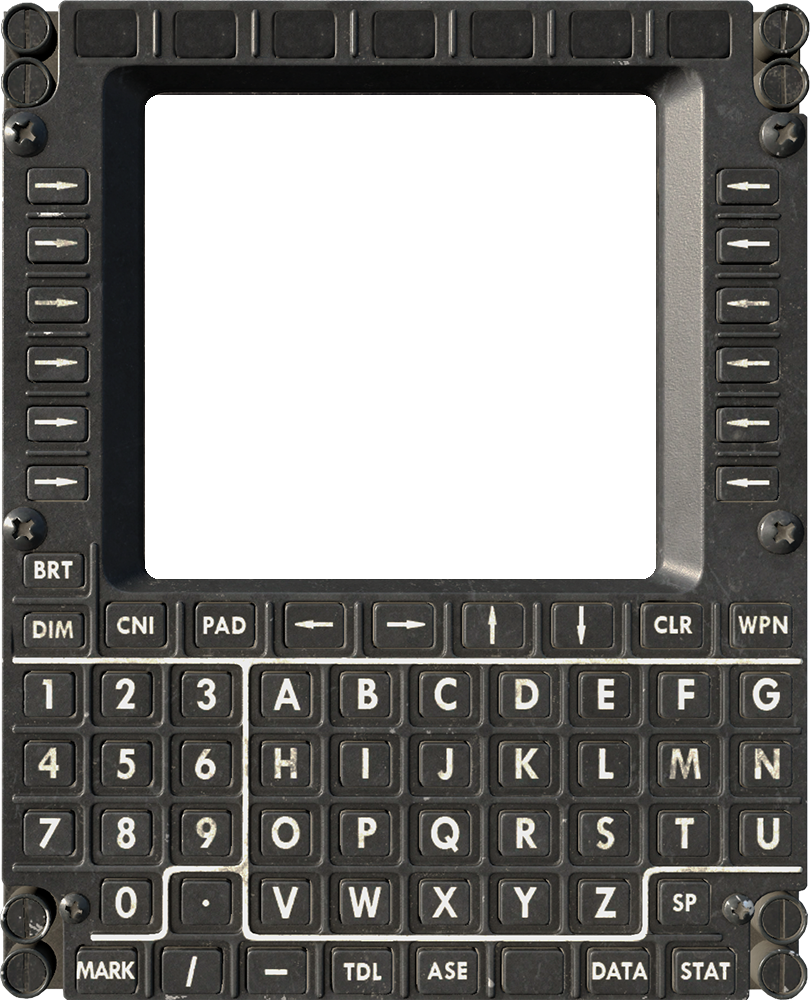 → ←
→ ←
→ ←
→ ←
→ ←
→ ←
BRT
DIM CNI PAD ← → ↑ ↓ CLR WPN
1 2 3 A B C D E F G
4 5 6 H I J K L M N
7 8 9 O P Q R S T U
0 · V W X Y Z SP
MARK / — TDL ASE DATA STAT